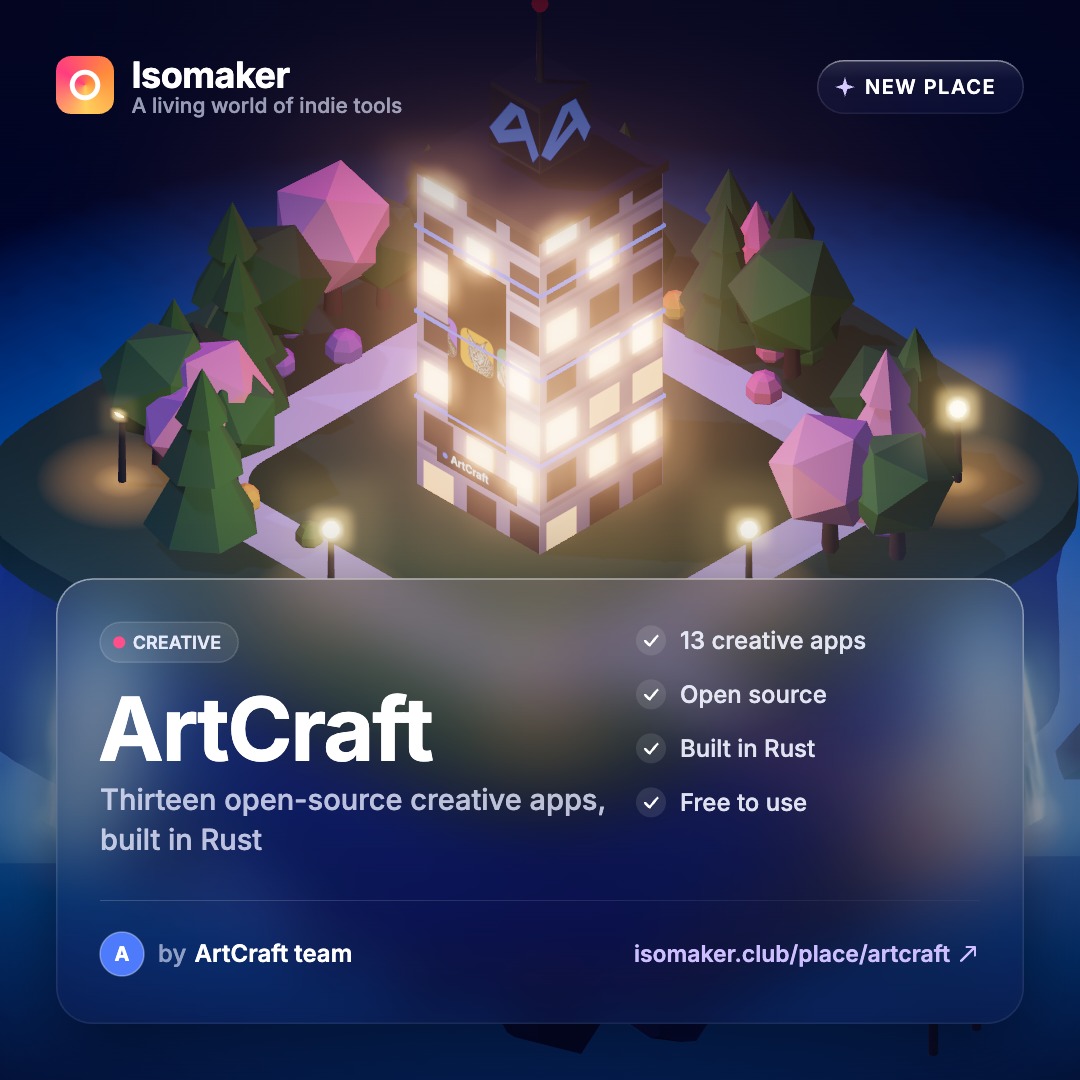 Isomaker
A living world of indie tools
NEW PLACE
ArtCraft
CREATIVE
ArtCraft
Thirteen open-source creative apps,
built in Rust
13 creative apps
Open source
Built in Rust
Free to use
A
by ArtCraft team
isomaker.club/place/artcraft